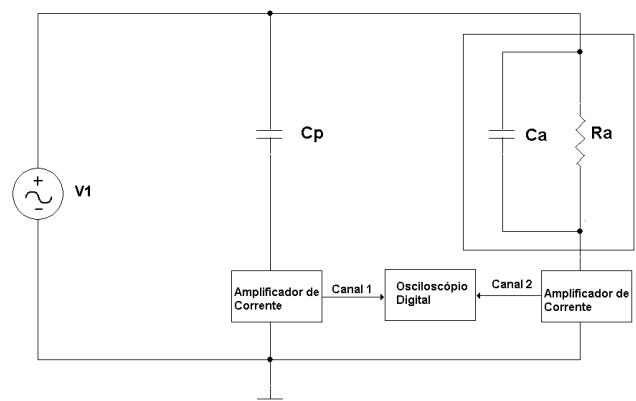 Cp
Ca
Ra
V1
Amplificador de
Corrente
Canal 1
Osciloscópio
Digital
Canal 2
Amplificador de
Corrente